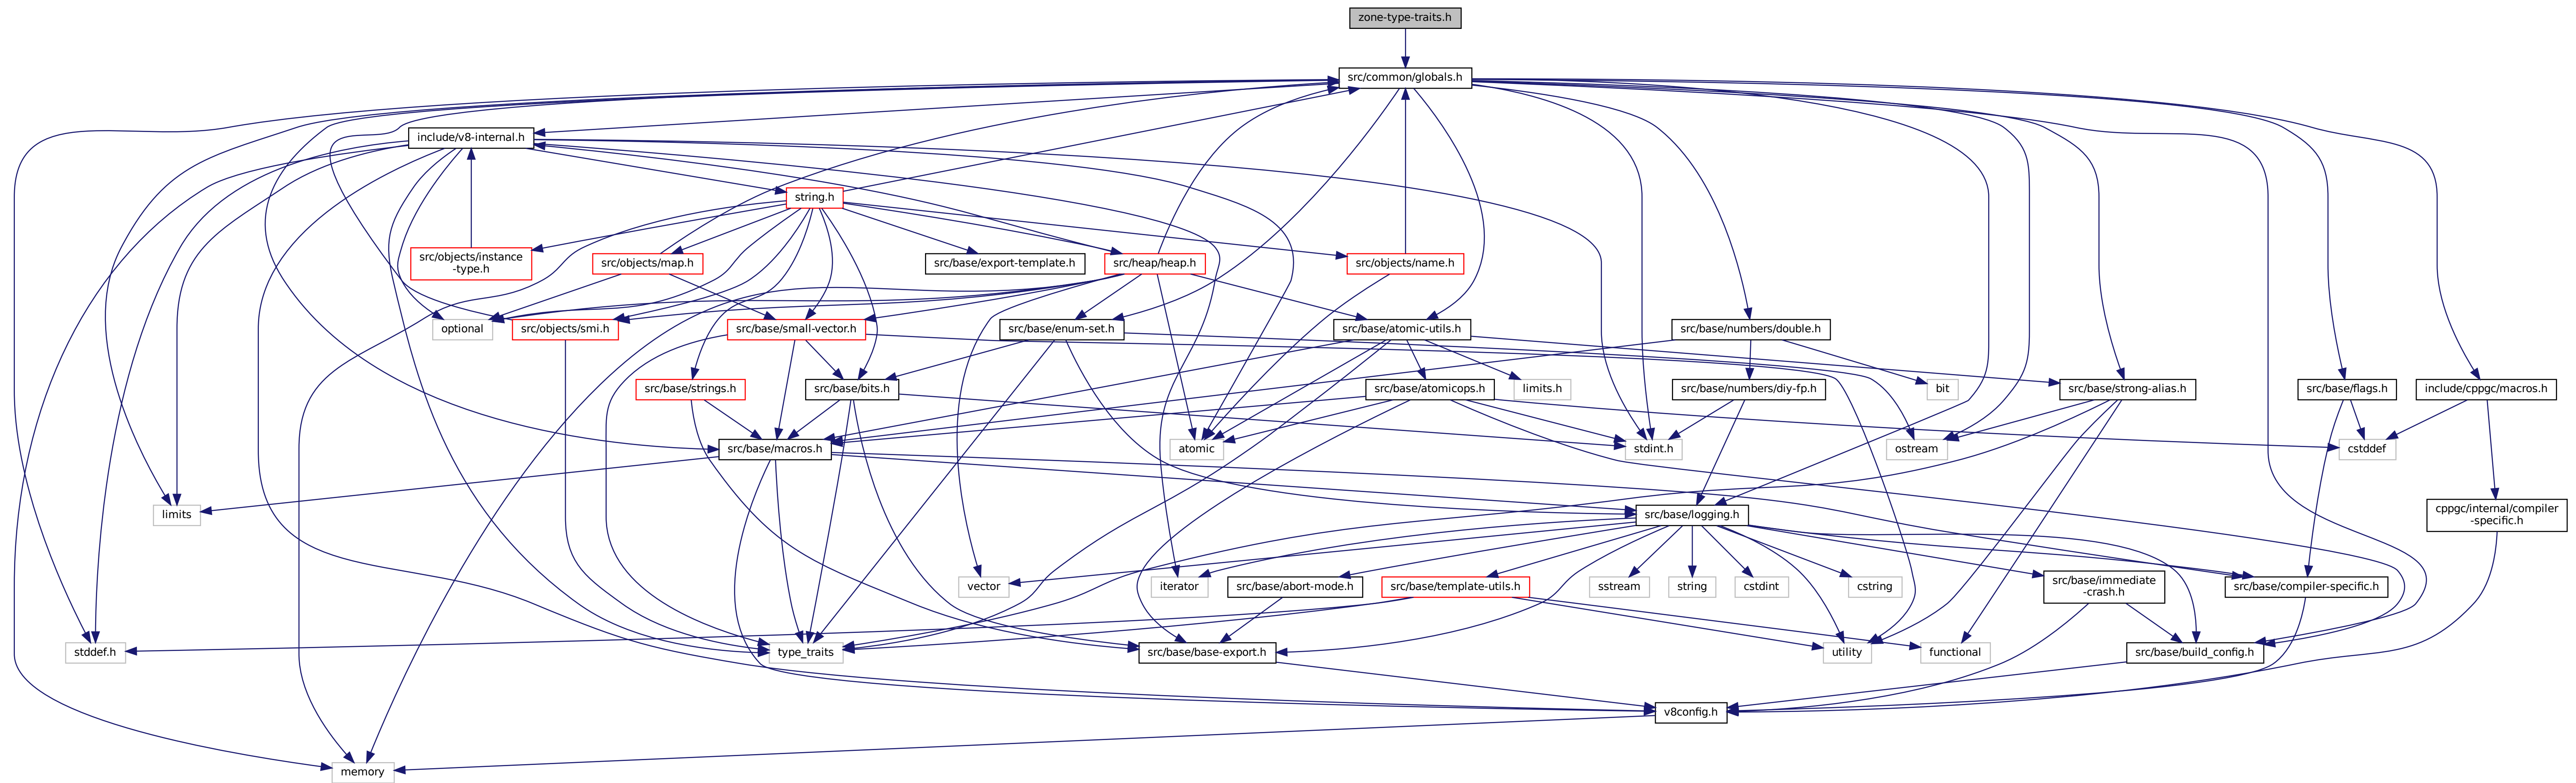 zone-type-traits.h
src/common/globals.h
include/v8-internal.h
string.h
src/objects/instance
-type.h
src/objects/map.h
src/base/export-template.h
src/heap/heap.h
src/objects/name.h
optional
src/objects/smi.h
src/base/small-vector.h
src/base/enum-set.h
src/base/atomic-utils.h
src/base/numbers/double.h
src/base/strings.h
src/base/bits.h
src/base/atomicops.h
limits.h
src/base/numbers/diy-fp.h
bit
src/base/strong-alias.h
src/base/flags.h
include/cppgc/macros.h
src/base/macros.h
atomic
stdint.h
ostream
cstddef
limits
src/base/logging.h
cppgc/internal/compiler
-specific.h
vector
iterator
src/base/abort-mode.h
src/base/template-utils.h
sstream
string
cstdint
cstring
src/base/immediate
-crash.h
src/base/compiler-specific.h
stddef.h
type_traits
src/base/base-export.h
utility
functional
src/base/build_config.h
v8config.h
memory